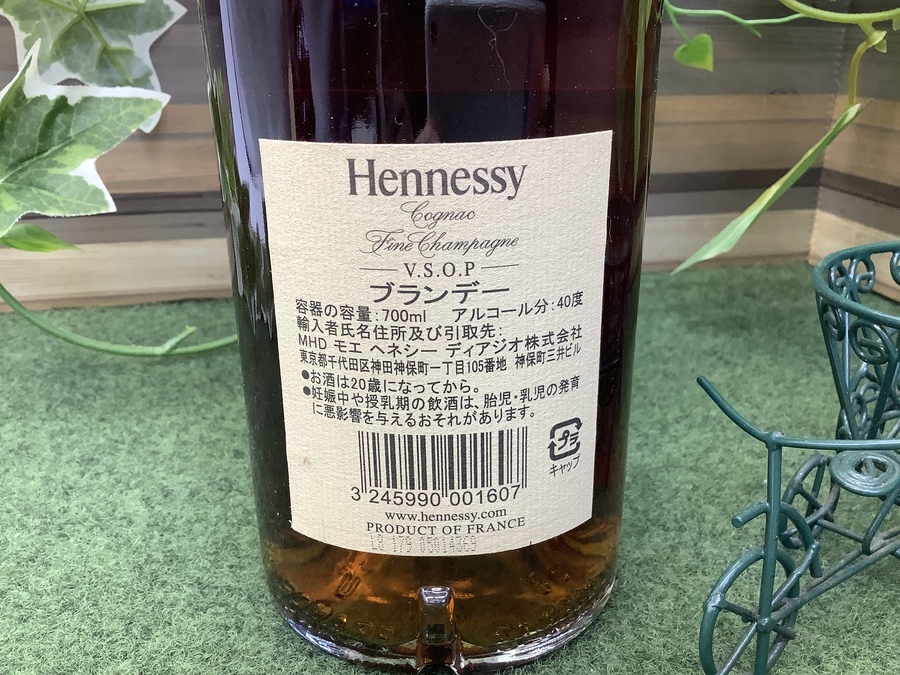 Hennessy
Cognac
Fine Champagne
V.S.O.P
ブランデー
容器の容量:700ml アルコール分:40度
輸入者氏名住所及び引取先:
MHD モエ ヘネシー ディアジオ株式会社
東京都千代田区神田神保町一丁目105番地 神保町三井ビル
●お酒は20歳になってから。
●妊娠中や授乳期の飲酒は、胎児・乳児の発育
に悪影響を与えるおそれがあります。
プラ
キャップ
3 245990 001607
www.hennessy.com
PRODUCT OF FRANCE